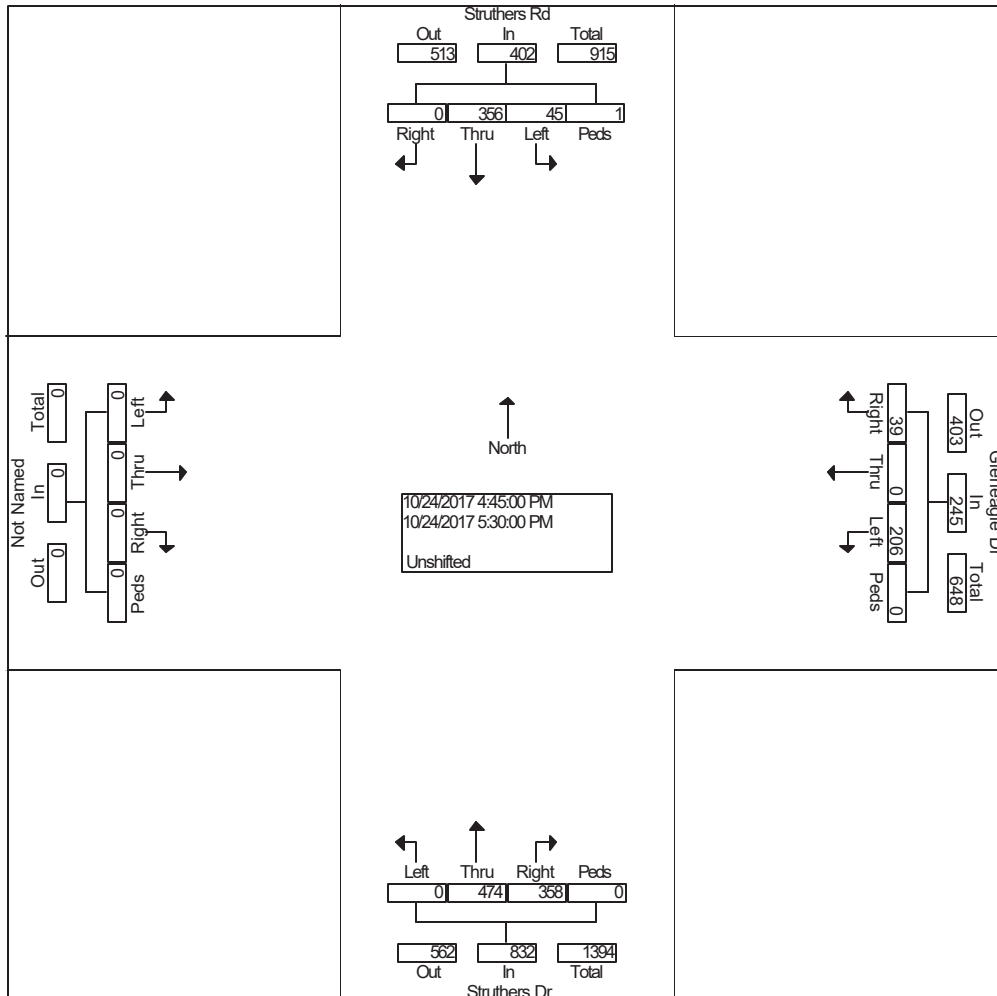 Struthers Rd
Out In Total
513 402 915
0 356 45 1
Right Thru Left Peds
Not Named
Total In Out
0 0 0
0 0 0 0
Left Thru Right Peds
North
10/24/2017 4:45:00 PM
10/24/2017 5:30:00 PM
Unshifted
Gleneagle Dr
Out In Total
403 245 648
39 0 206 0
Right Thru Left Peds
Left Thru Right Peds
0 474 358 0
562 832 1394
Out In Total
Struthers Dr